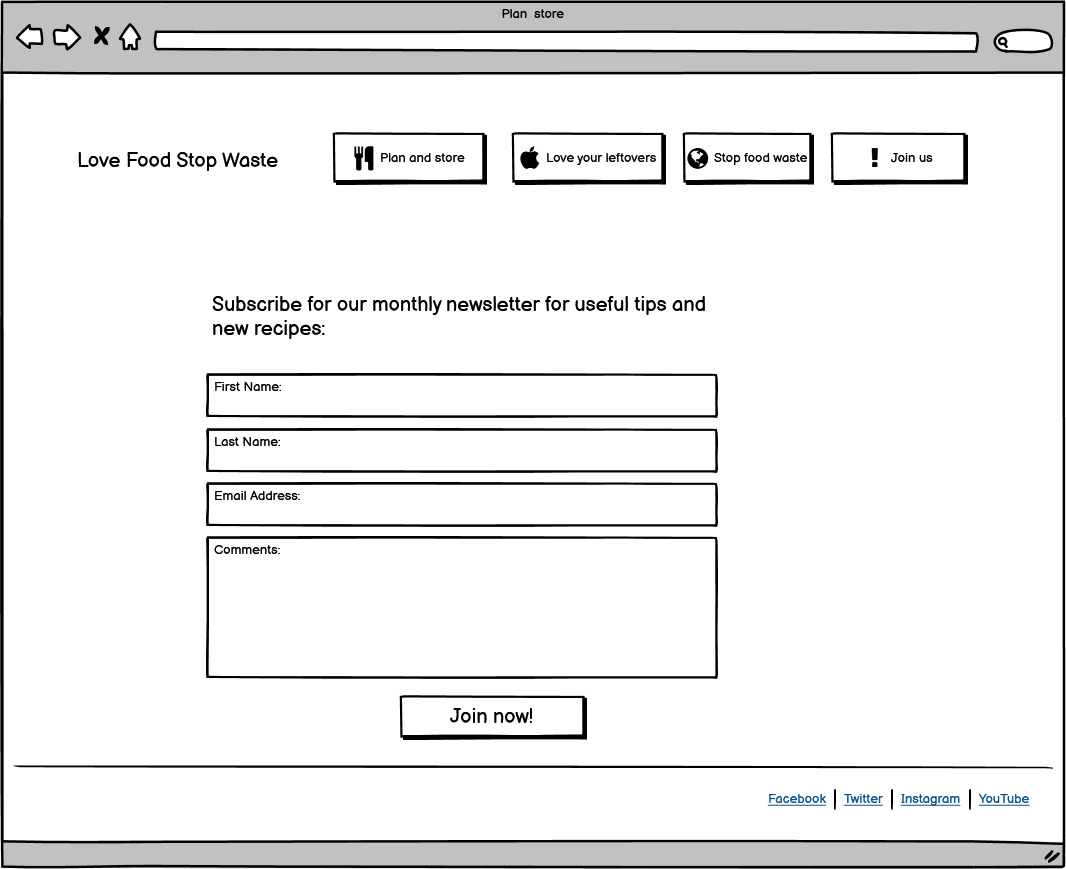 Plan store
Love Food Stop Waste
Plan and store
Love your leftovers
Stop food waste
Join us
Subscribe for our monthly newsletter for useful tips and
new recipes:
First Name:
Last Name:
Email Address:
Comments:
Join now!
Facebook | Twitter | Instagram | YouTube